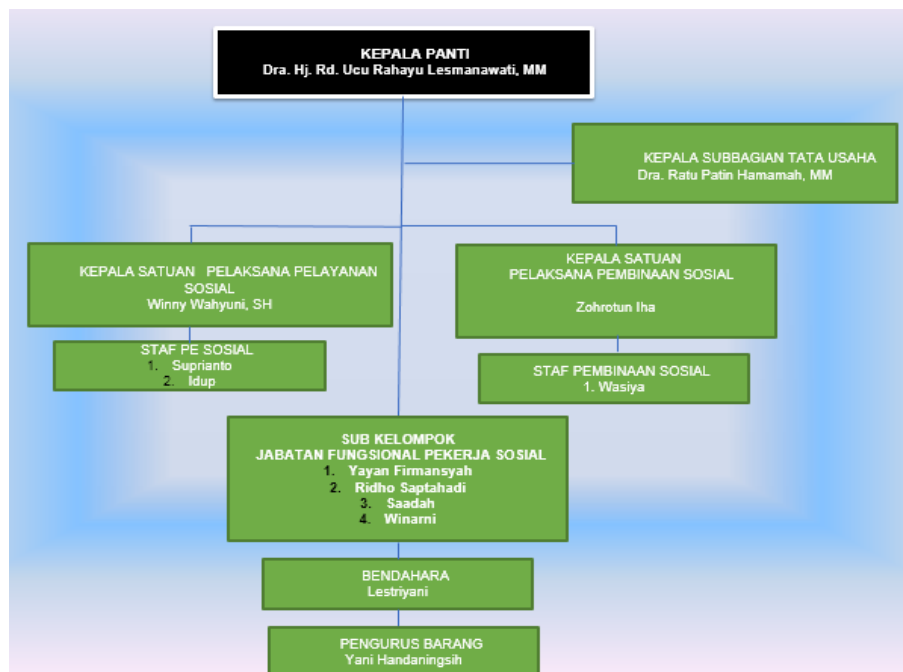 KEPALA PANTI
Dra. Hj. Rd. Ucu Rahayu Lesmanawati, MM
KEPALA SUBBAGIAN TATA USAHA
Dra. Ratu Patin Hamamah, MM
KEPALA SATUAN PELAKSANA PELAYANAN
SOSIAL
Winny Wahyuni, SH
KEPALA SATUAN
PELAKSANA PEMBINAAN SOSIAL
Zohrotun Iha
STAF PE SOSIAL
1. Suprianto
2. Idup
STAF PEMBINAAN SOSIAL
1. Wasiya
SUB KELOMPOK
JABATAN FUNGSIONAL PEKERJA SOSIAL
1. Yayan Firmansyah
2. Ridho Saptahadi
3. Saadah
4. Winarni
BENDAHARA
Lestriyani
PENGURUS BARANG
Yani Handaningsih